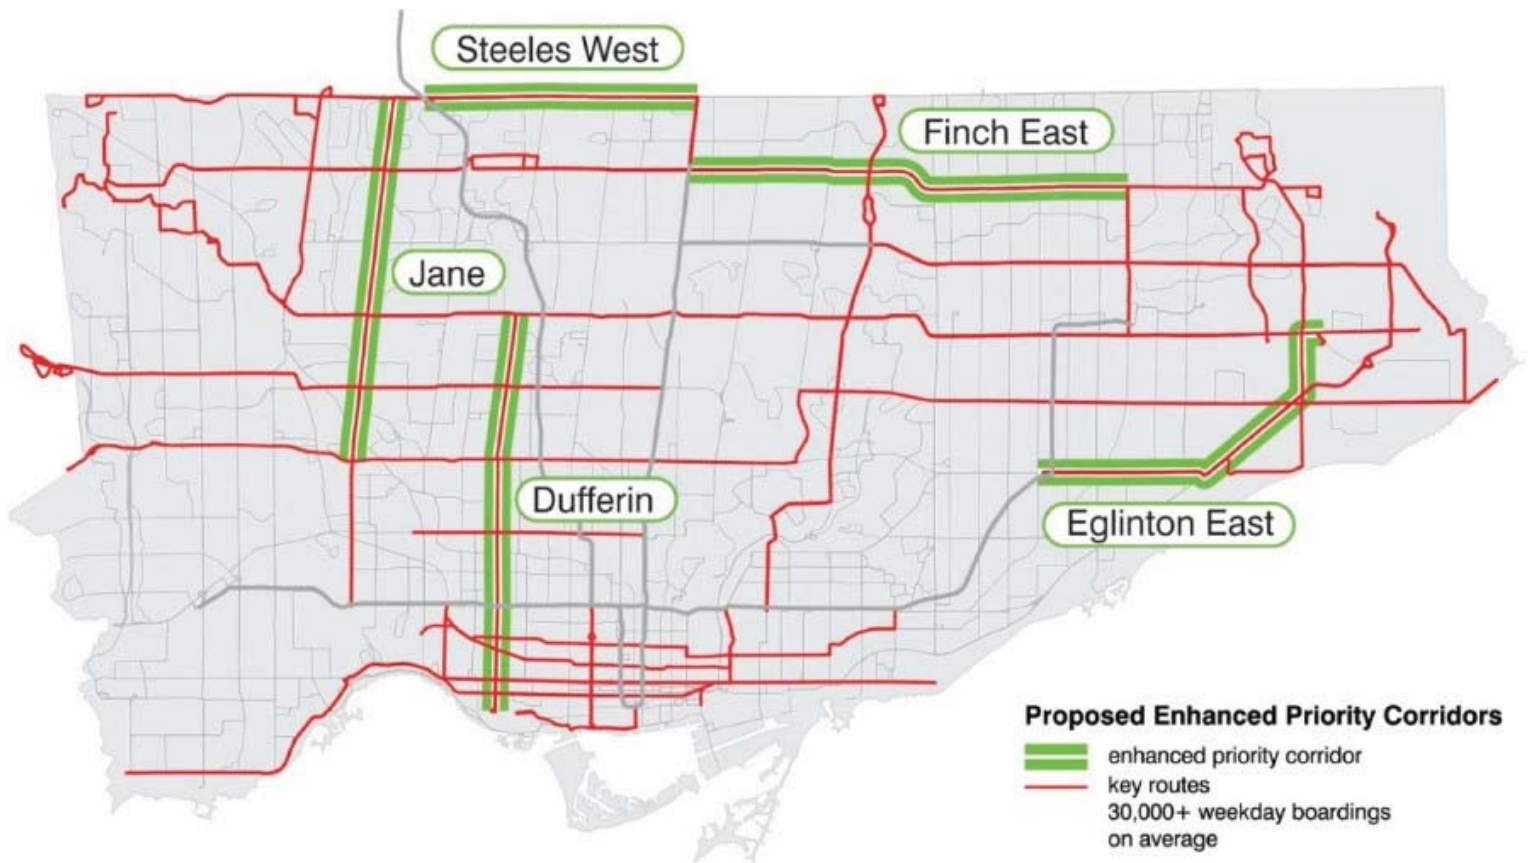 Steeles West
Finch East
Jane
Dufferin
Eglinton East
Proposed Enhanced Priority Corridors
enhanced priority corridor
key routes
30,000+ weekday boardings
on average